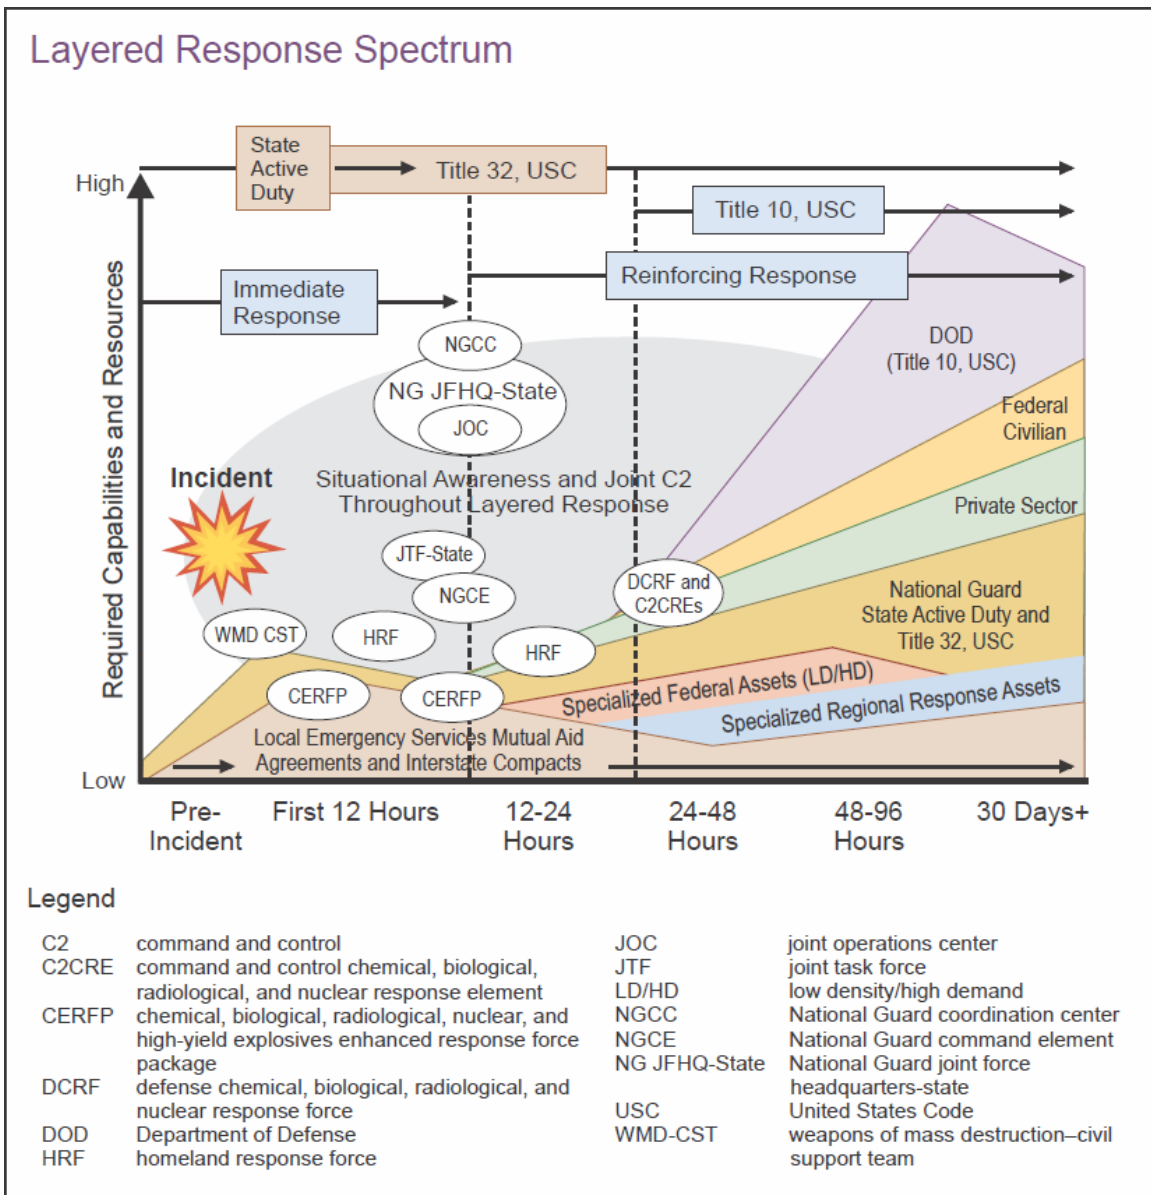 Layered Response Spectrum
State
Active
Duty
Title 32, USC
High
Title 10, USC
Reinforcing Response
Immediate
Response
Required Capabilities and Resources
NGCC
NG JFHQ-State
JOC
DOD
(Title 10, USC)
Federal
Civilian
Incident
Situational Awareness and Joint C2
Throughout Layered Response
Private Sector
JTF-State
NGCE
DCRF and
C2CREs
National Guard
State Active Duty and
Title 32, USC
WMD CST
HRF
HRF
CERFP
CERFP
Specialized Federal Assets (LD/HD)
Specialized Regional Response Assets
Local Emergency Services Mutual Aid
Agreements and Interstate Compacts
Low
Pre-
Incident
First 12 Hours
12-24
Hours
24-48
Hours
48-96
Hours
30 Days+
Legend
C2 command and control
C2CRE command and control chemical, biological,
radiological, and nuclear response element
CERFP chemical, biological, radiological, nuclear, and
high-yield explosives enhanced response force
package
DCRF defense chemical, biological, radiological, and
nuclear response force
DOD Department of Defense
HRF homeland response force
JOC joint operations center
JTF joint task force
LD/HD low density/high demand
NGCC National Guard coordination center
NGCE National Guard command element
NG JFHQ-State National Guard joint force
headquarters-state
USC United States Code
WMD-CST weapons of mass destruction–civil
support team